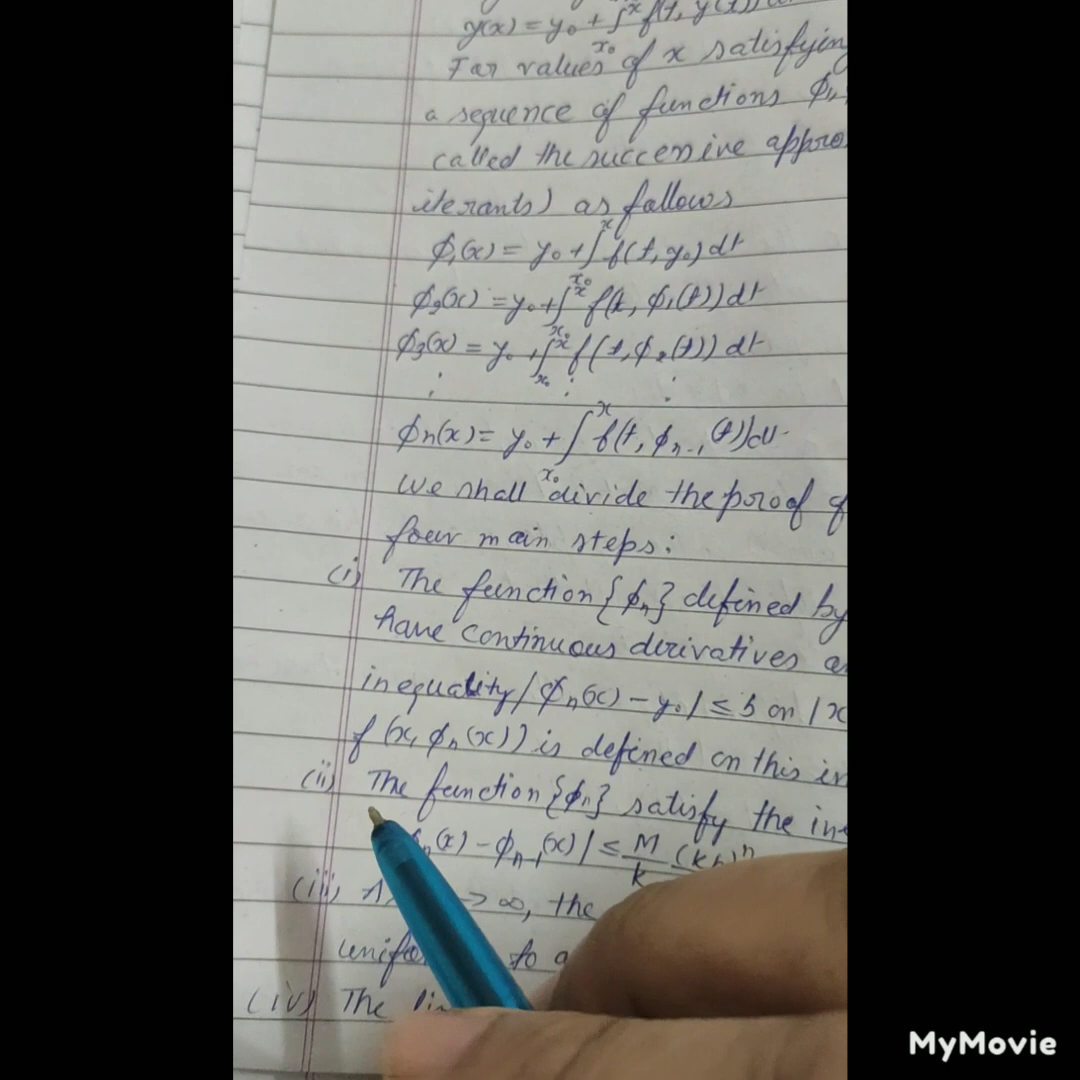 y(x) = y₀ + ∫ₓ₀ˣ f(t, y(t))
For values of x satisfying
a sequence of functions ϕ
called the successive appro
iterants) as fallows
ϕ₁(x) = y₀ + ∫ₓ₀ˣ f(t, y₀) dt
ϕ₂(x) = y₀ + ∫ₓ₀ˣ f(t, ϕ₁(t)) dt
ϕ₃(x) = y₀ + ∫ₓ₀ˣ f(t, ϕ₂(t)) dt
⋮ ⋮ ⋮
ϕn(x) = y₀ + ∫ₓ₀ˣ f(t, ϕn-1(t)) dt
We shall divide the proof of
four main steps:
(i) The function {ϕn} defined by
have continuous derivatives a
inequality |ϕn(x) - y₀| ≤ b on |x
f(x, ϕn(x)) is defined on this in
(ii) The function {ϕn} satisfy the in
n(x) - ϕn-1(x)| ≤ M/k (kh)ⁿ
(iii) → ∞, the
to a
(iv) The
MyMovie